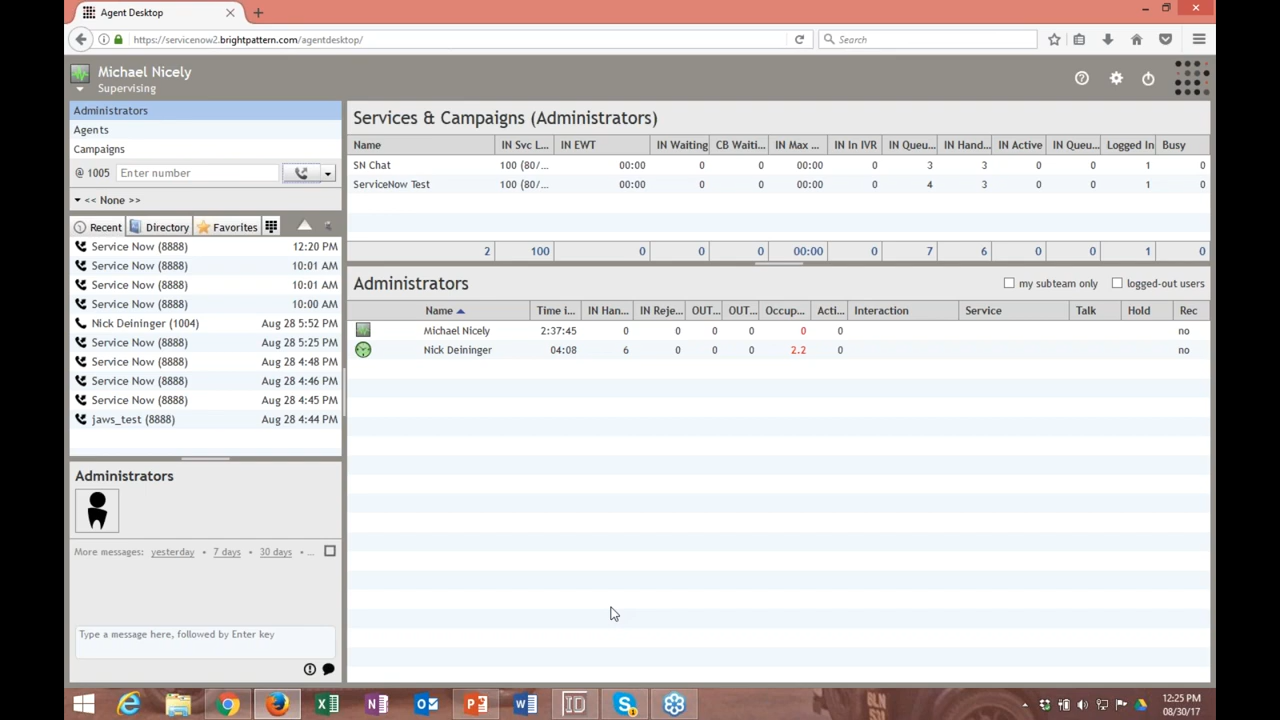 Agent Desktop
https://servicenow2.brightpattern.com/agentdesktop/
Search
Michael Nicely
Supervising
Administrators
Agents
Campaigns
@ 1005 Enter number
<< None >>
Recent Directory Favorites
Service Now (8888) 12:20 PM
Service Now (8888) 10:01 AM
Service Now (8888) 10:01 AM
Service Now (8888) 10:00 AM
Nick Deininger (1004) Aug 28 5:52 PM
Service Now (8888) Aug 28 5:25 PM
Service Now (8888) Aug 28 4:48 PM
Service Now (8888) Aug 28 4:46 PM
Service Now (8888) Aug 28 4:45 PM
jaws_test (8888) Aug 28 4:44 PM
Administrators
More messages: yesterday • 7 days • 30 days • ...
Type a message here, followed by Enter key
Services & Campaigns (Administrators)
Name IN Svc L... IN EWT IN Waiting CB Waiti... IN Max ... IN In IVR IN Queu... IN Hand... IN Active IN Queu... Logged In Busy
SN Chat 100 (80/... 00:00 0 0 00:00 0 3 3 0 0 1 0
ServiceNow Test 100 (80/... 00:00 0 0 00:00 0 4 3 0 0 1 0
2 100 0 0 0 00:00 0 7 6 0 0 1 0
Administrators my subteam only logged-out users
Name Time i... IN Han... IN Reje... OUT... OUT... Occup... Acti... Interaction Service Talk Hold Rec
Michael Nicely 2:37:45 0 0 0 0 0 0 no
Nick Deininger 04:08 6 0 0 0 2.2 0 no
12:25 PM
08/30/17